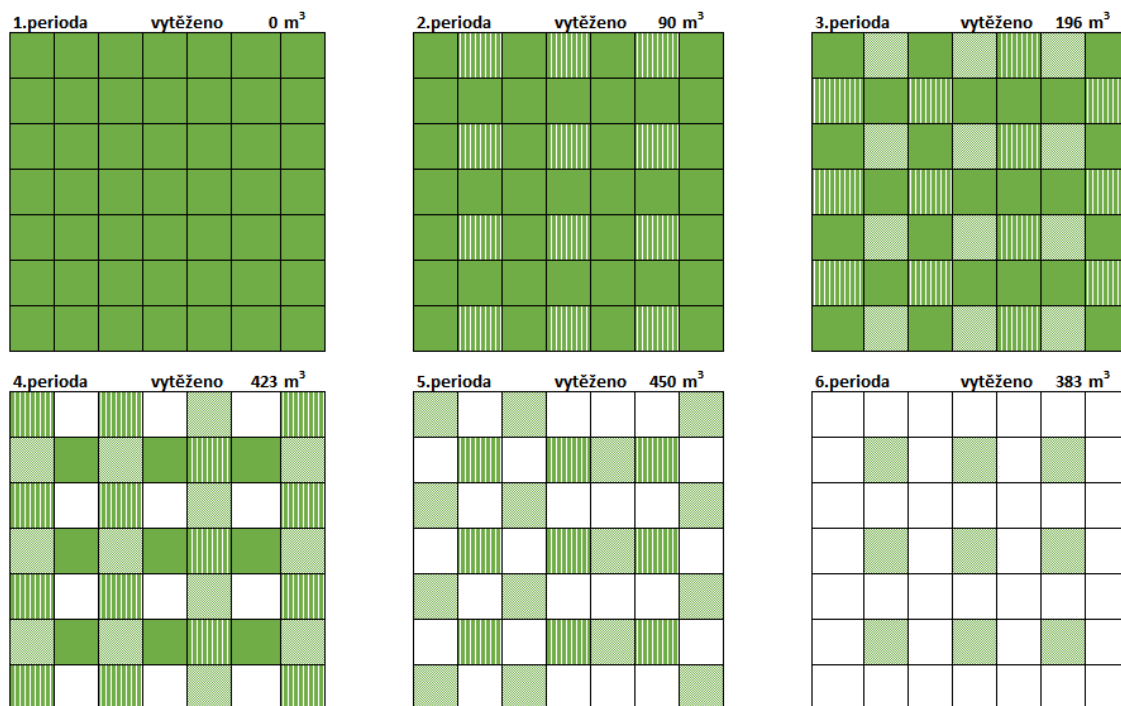 1.perioda vytěženo 0 m³
2.perioda vytěženo 90 m³
3.perioda vytěženo 196 m³
4.perioda vytěženo 423 m³
5.perioda vytěženo 450 m³
6.perioda vytěženo 383 m³